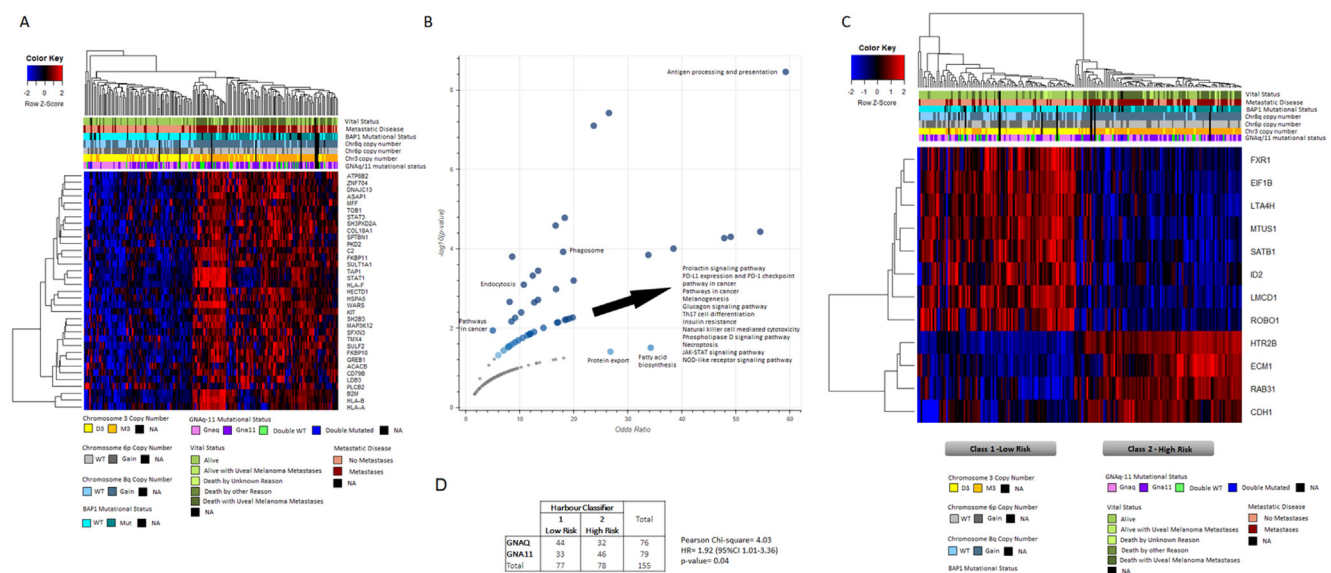 A
Color Key
-2 0 2
Row Z-Score
Vital Status
Metastatic Disease
BAP1 Mutational Status
Chr8q copy number
Chr6p copy number
Chr3 copy number
GNAq/11 mutational status
ATP8B2
ZNF704
DNAJC13
ASAP1
MFF
TOB1
STAT3
SH3PXD2A
COL18A1
SPTBN1
PKD2
C2
FKBP11
SULT1A1
TAP1
STAT1
HLA-F
HECTD1
HSPA5
WARS
KIT
SH2B3
MAP3K12
SFXN3
TMX4
SULF2
FKBP10
GREB1
ACACB
CD79B
LDB3
PLCB2
B2M
HLA-B
HLA-A
Chromosome 3 Copy Number
D3 M3 NA
Chromosome 6p Copy Number
WT Gain NA
Chromosome 8q Copy Number
WT Gain NA
BAP1 Mutational Status
WT Mut NA
GNAq-11 Mutational Status
Gnaq Gna11 Double WT Double Mutated NA
Vital Status
Alive
Alive with Uveal Melanoma Metastases
Death by Unknown Reason
Death by other Reason
Death with Uveal Melanoma Metastases
NA
Metastatic Disease
No Metastases
Metastases
NA
B
-log10(p-value)
8
6
4
2
0
0 10 20 30 40 50 60
Odds Ratio
Antigen processing and presentation
Phagosome
Endocytosis
Pathways
in cancer
Protein export
Fatty acid
biosynthesis
Prolactin signaling pathway
PD-L1 expression and PD-1 checkpoint
pathway in cancer
Pathways in cancer
Melanogenesis
Glucagon signaling pathway
Th17 cell differentiation
Insulin resistance
Natural killer cell mediated cytotoxicity
Phospholipase D signaling pathway
Necroptosis
JAK-STAT signaling pathway
NOD-like receptor signaling pathway
C
Color Key
-2 0 1 2
Row Z-Score
Vital Status
Metastatic Disease
BAP1 Mutational Status
Chr8q copy number
Chr6p copy number
Chr3 copy number
GNAq/11 mutational status
FXR1
EIF1B
LTA4H
MTUS1
SATB1
ID2
LMCD1
ROBO1
HTR2B
ECM1
RAB31
CDH1
Class 1 -Low Risk
Class 2 - High Risk
Chromosome 3 Copy Number
D3 M3 NA
Chromosome 6p Copy Number
WT Gain NA
Chromosome 8q Copy Number
WT Gain NA
BAP1 Mutational Status
GNAq-11 Mutational Status
Gnaq Gna11 Double WT Double Mutated NA
Vital Status
Alive
Alive with Uveal Melanoma Metastases
Death by Unknown Reason
Death by other Reason
Death with Uveal Melanoma Metastases
NA
Metastatic Disease
No Metastases
Metastases
NA
D
Harbour Classifier
1 2 Total
Low Risk High Risk
GNAQ 44 32 76
GNA11 33 46 79
Total 77 78 155
Pearson Chi-square= 4.03
HR= 1.92 (95%CI 1.01-3.36)
p-value= 0.04